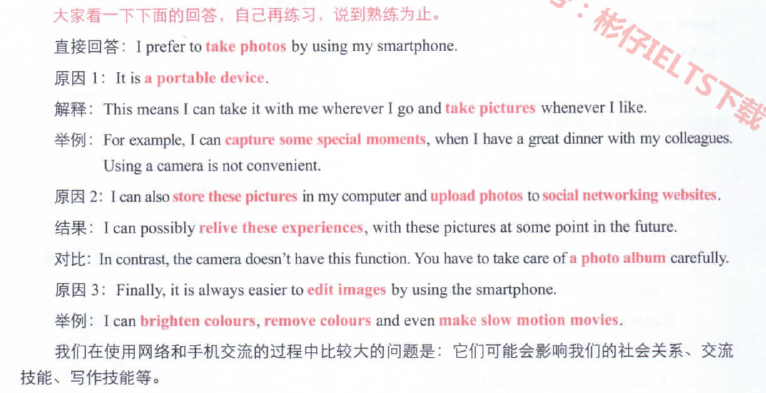 大家看一下下面的回答，自己再练习，说到熟练为止。
直接回答：I prefer to take photos by using my smartphone.
原因 1：It is a portable device.
解释：This means I can take it with me wherever I go and take pictures whenever I like.
举例：For example, I can capture some special moments, when I have a great dinner with my colleagues.
Using a camera is not convenient.
原因 2：I can also store these pictures in my computer and upload photos to social networking websites.
结果：I can possibly relive these experiences, with these pictures at some point in the future.
对比：In contrast, the camera doesn't have this function. You have to take care of a photo album carefully.
原因 3：Finally, it is always easier to edit images by using the smartphone.
举例：I can brighten colours, remove colours and even make slow motion movies.
我们在使用网络和手机交流的过程中比较大的问题是：它们可能会影响我们的社会关系、交流
技能、写作技能等。
：彬仔IELTS下载